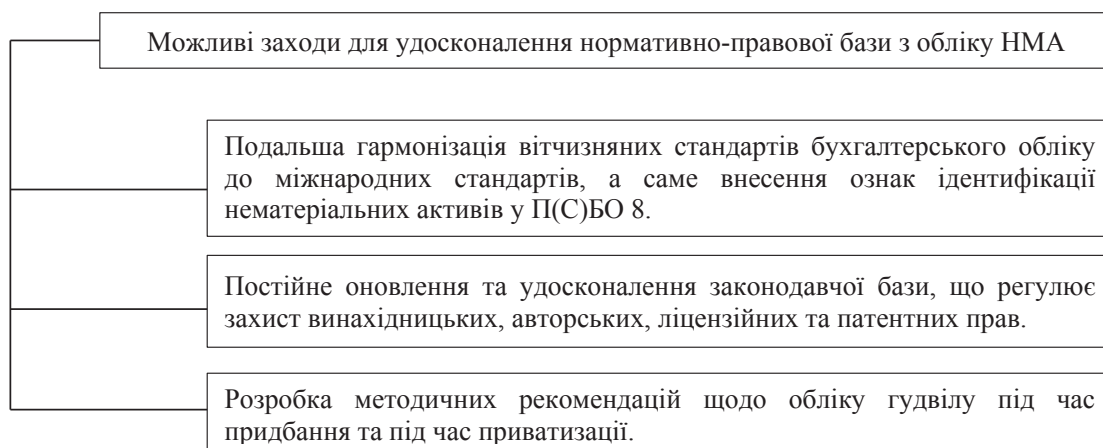 Можливі заходи для удосконалення нормативно-правової бази з обліку НМА
Подальша гармонізація вітчизняних стандартів бухгалтерського обліку
до міжнародних стандартів, а саме внесення ознак ідентифікації
нематеріальних активів у П(С)БО 8.
Постійне оновлення та удосконалення законодавчої бази, що регулює
захист винахідницьких, авторських, ліцензійних та патентних прав.
Розробка методичних рекомендацій щодо обліку гудвілу під час
придбання та під час приватизації.